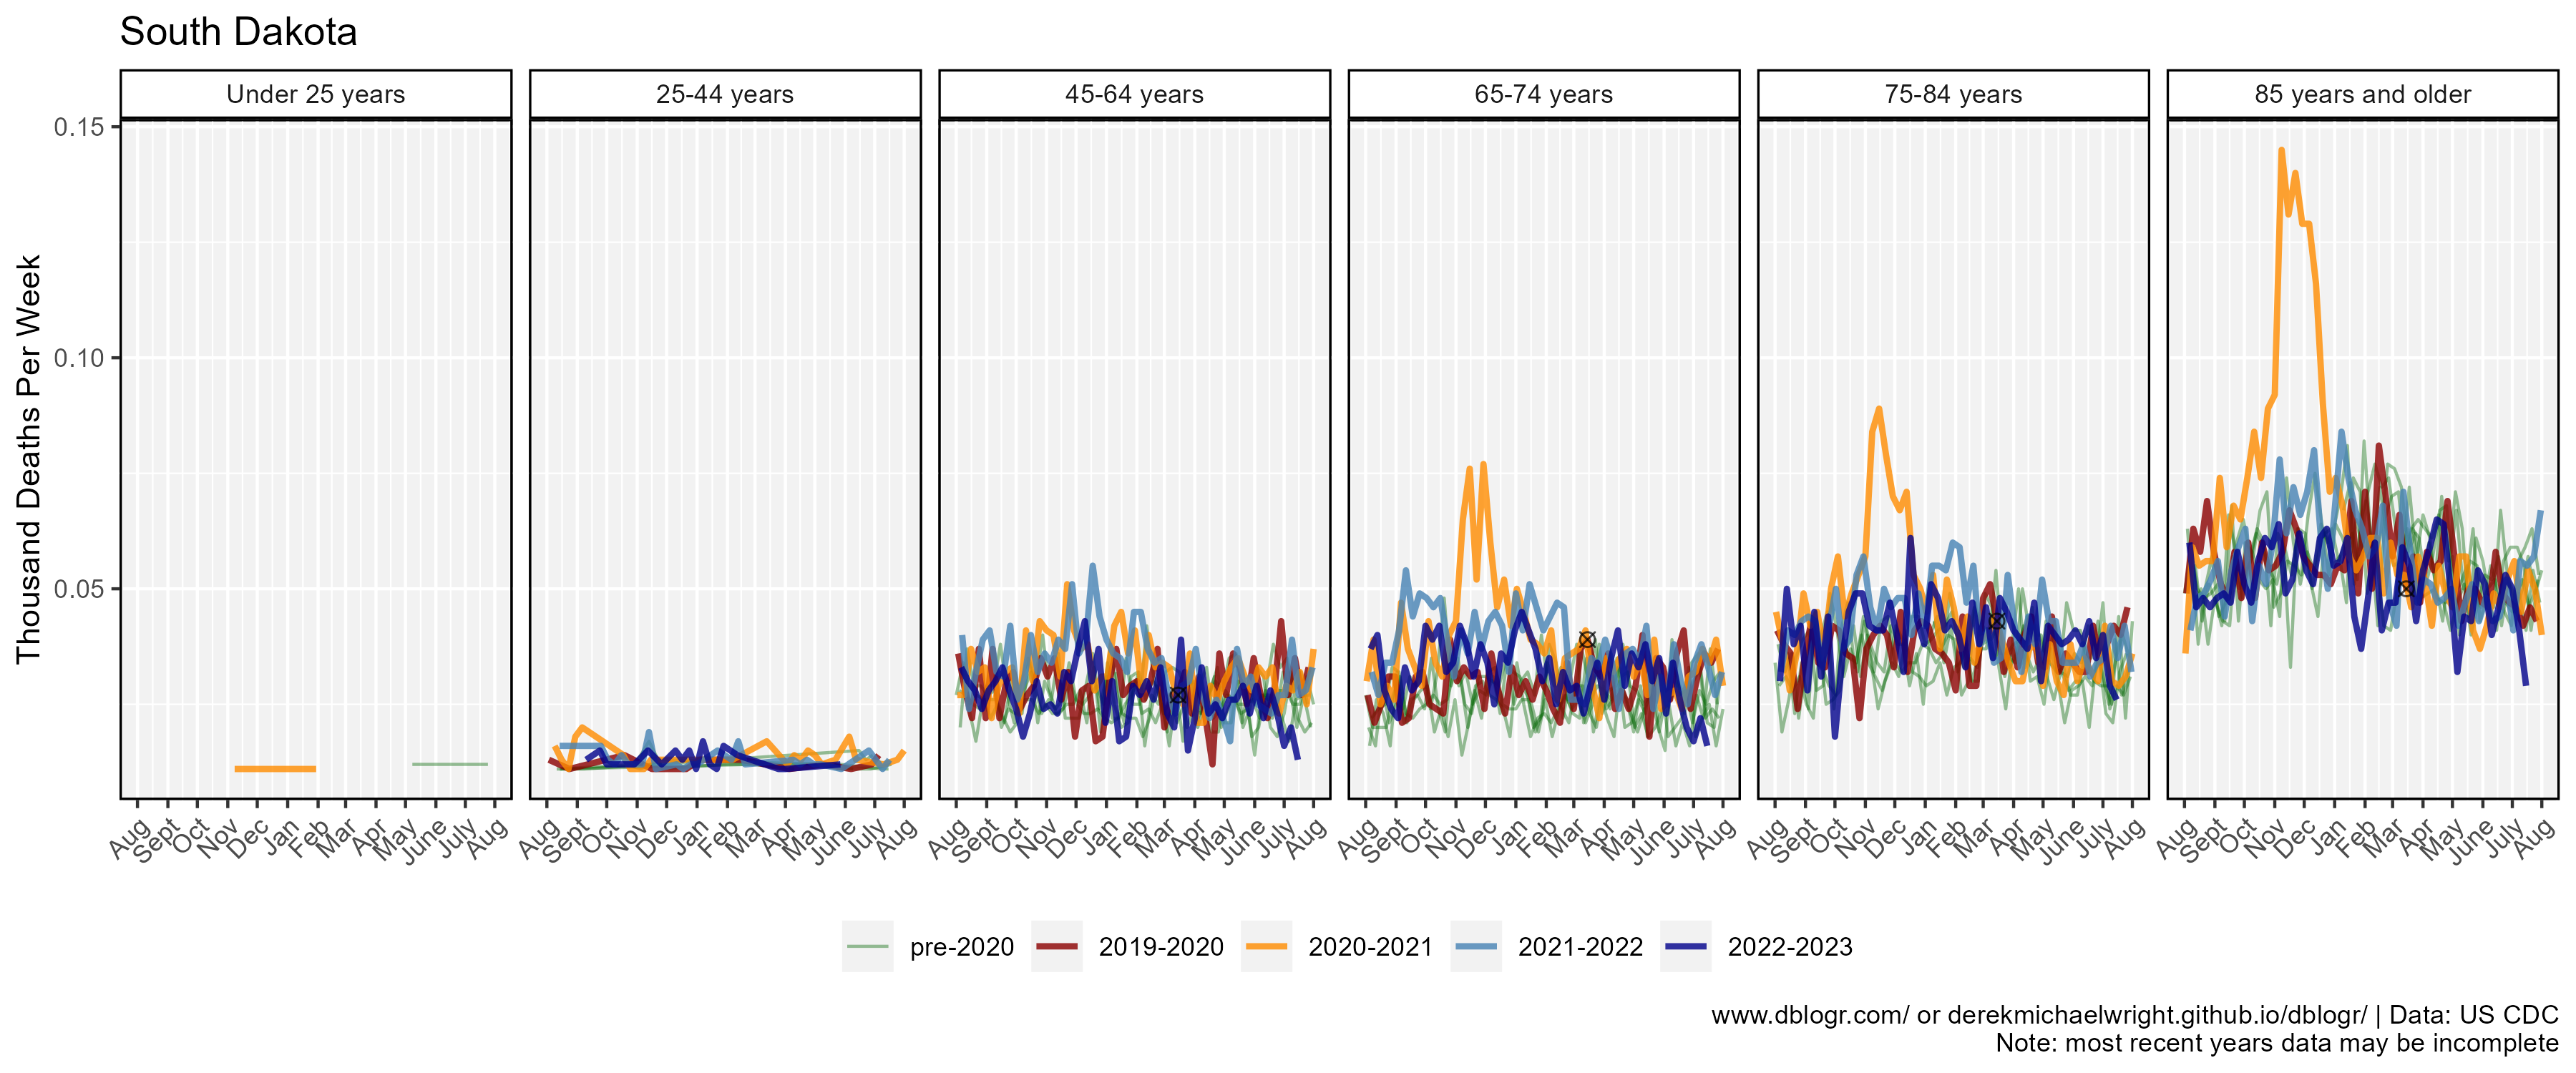 South Dakota
Under 25 years
25-44 years
45-64 years
65-74 years
75-84 years
85 years and older
Thousand Deaths Per Week
0.15
0.10
0.05
Aug Sept Oct Nov Dec Jan Feb Mar Apr May June July Aug
Aug Sept Oct Nov Dec Jan Feb Mar Apr May June July Aug
Aug Sept Oct Nov Dec Jan Feb Mar Apr May June July Aug
Aug Sept Oct Nov Dec Jan Feb Mar Apr May June July Aug
Aug Sept Oct Nov Dec Jan Feb Mar Apr May June July Aug
Aug Sept Oct Nov Dec Jan Feb Mar Apr May June July Aug
pre-2020 2019-2020 2020-2021 2021-2022 2022-2023
www.dblogr.com/ or derekmichaelwright.github.io/dblogr/ | Data: US CDC
Note: most recent years data may be incomplete